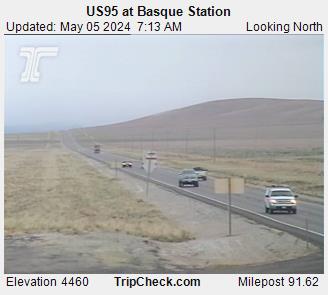 US95 at Basque Station
Updated: May 05 2024 7:13 AM Looking North
Elevation 4460 TripCheck.com Milepost 91.62